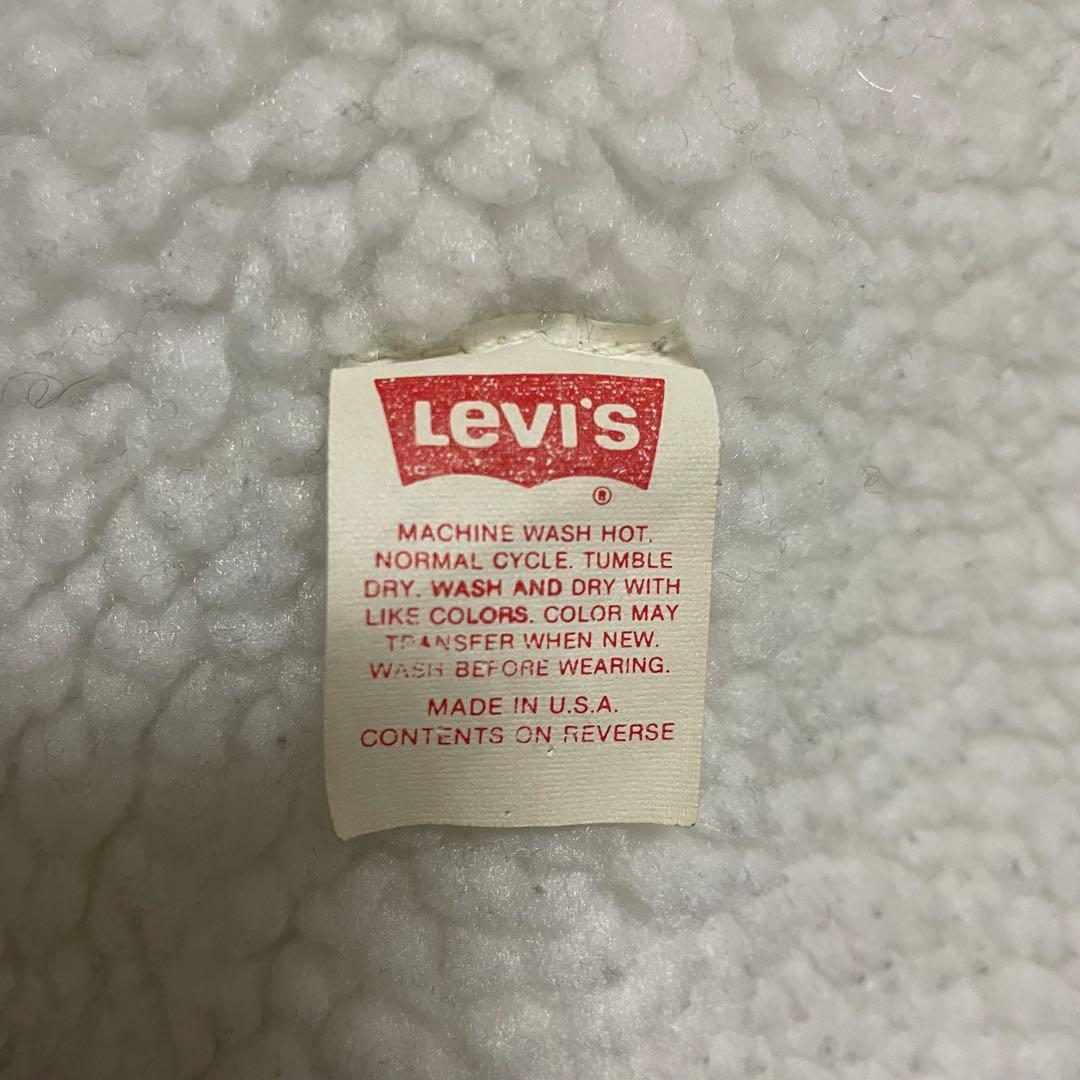 Levi's
®
MACHINE WASH HOT.
NORMAL CYCLE. TUMBLE
DRY. WASH AND DRY WITH
LIKE COLORS. COLOR MAY
TRANSFER WHEN NEW.
WASH BEFORE WEARING.
MADE IN U.S.A.
CONTENTS ON REVERSE